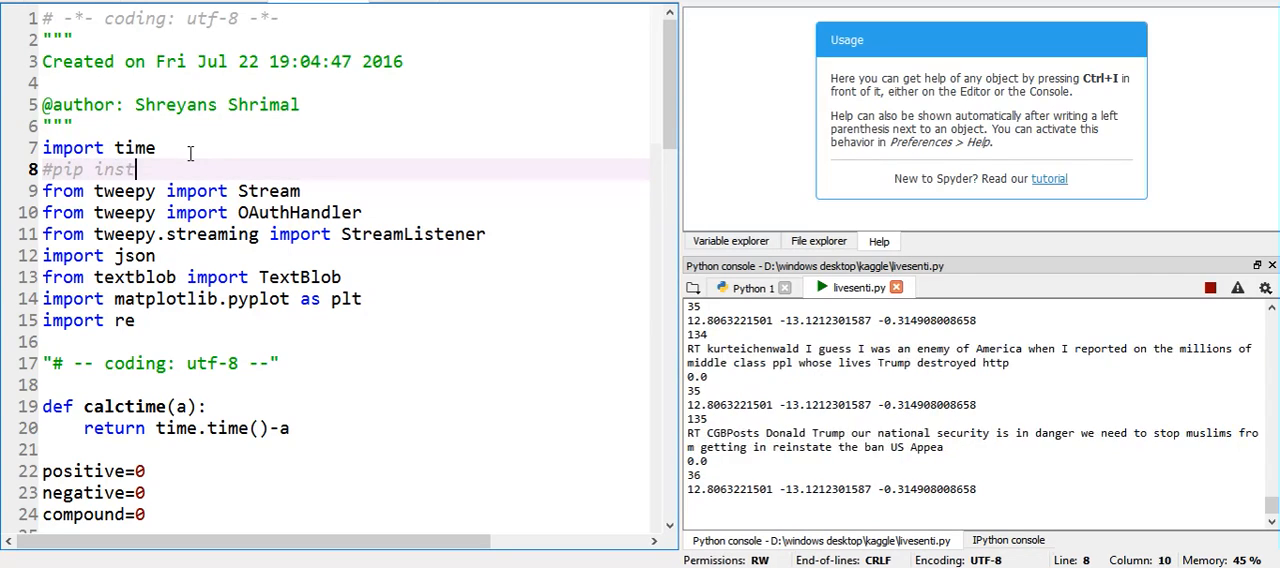 1 # -*- coding: utf-8 -*-
2 """
3 Created on Fri Jul 22 19:04:47 2016
4
5 @author: Shreyans Shrimal
6 """
7 import time
8 #pip inst
9 from tweepy import Stream
10 from tweepy import OAuthHandler
11 from tweepy.streaming import StreamListener
12 import json
13 from textblob import TextBlob
14 import matplotlib.pyplot as plt
15 import re
16
17 "# -- coding: utf-8 --"
18
19 def calctime(a):
20     return time.time()-a
21
22 positive=0
23 negative=0
24 compound=0
Usage
Here you can get help of any object by pressing Ctrl+I in
front of it, either on the Editor or the Console.
Help can also be shown automatically after writing a left
parenthesis next to an object. You can activate this
behavior in Preferences > Help.
New to Spyder? Read our tutorial
Variable explorer File explorer Help
Python console - D:\windows desktop\kaggle\livesenti.py
Python 1 livesenti.py
35
12.8063221501 -13.1212301587 -0.314908008658
134
RT kurteichenwald I guess I was an enemy of America when I reported on the millions of
middle class ppl whose lives Trump destroyed http
0.0
35
12.8063221501 -13.1212301587 -0.314908008658
135
RT CGBPosts Donald Trump our national security is in danger we need to stop muslims fro
m getting in reinstate the ban US Appea
0.0
36
12.8063221501 -13.1212301587 -0.314908008658
Python console - D:\windows desktop\kaggle\livesenti.py IPython console
Permissions: RW End-of-lines: CRLF Encoding: UTF-8 Line: 8 Column: 10 Memory: 45 %